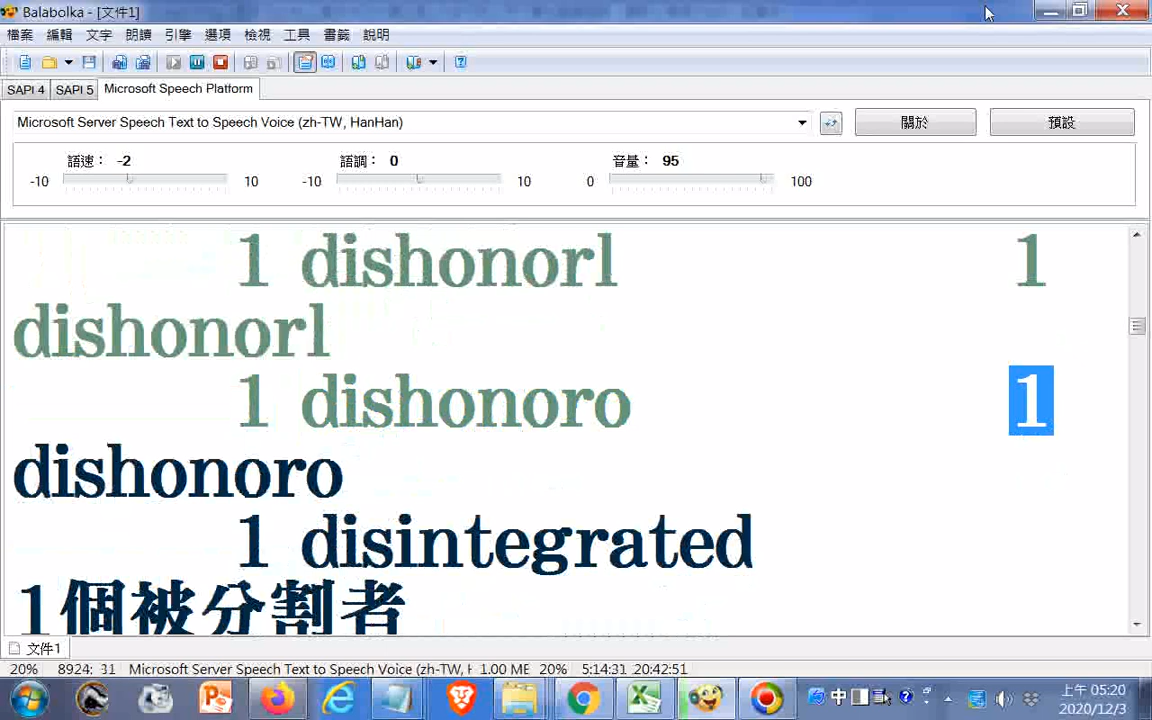 Balabolka - [文件1]
檔案 編輯 文字 朗讀 引擎 選項 檢視 工具 書籤 說明
SAPI 4 SAPI 5 Microsoft Speech Platform
Microsoft Server Speech Text to Speech Voice (zh-TW, HanHan) 關於 預設
語速： -2 語調： 0 音量： 95
-10 10 -10 10 0 100
1 dishonorl 1
dishonorl
1 dishonoro 1
dishonoro
1 disintegrated
1個被分割者
文件1
20% 8924: 31 Microsoft Server Speech Text to Speech Voice (zh-TW, H 1.00 ME 20% 5:14:31 20:42:51
中 上午 05:20
2020/12/3